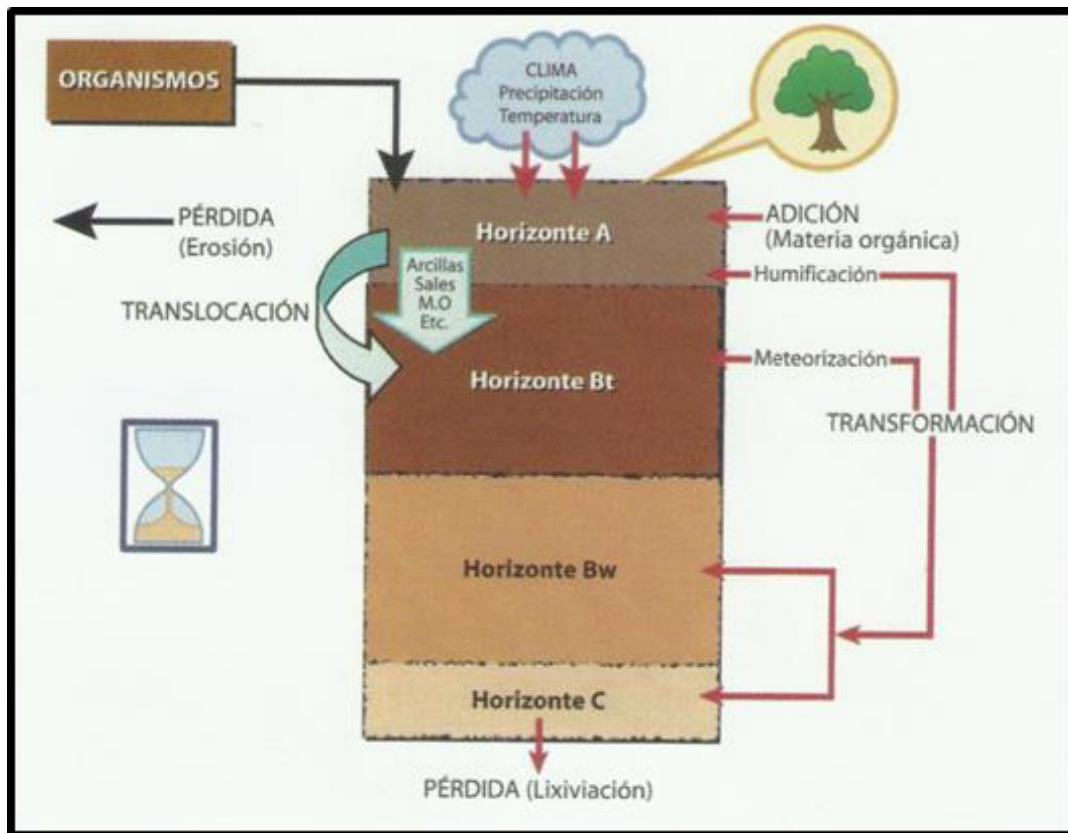 ORGANISMOS
CLIMA
Precipitación
Temperatura
PÉRDIDA
(Erosión)
Horizonte A
ADICIÓN
(Materia orgánica)
Humificación
Arcillas
Sales
M.O
Etc.
TRANSLOCACIÓN
Meteorización
Horizonte Bt
TRANSFORMACIÓN
Horizonte Bw
Horizonte C
PÉRDIDA (Lixiviación)